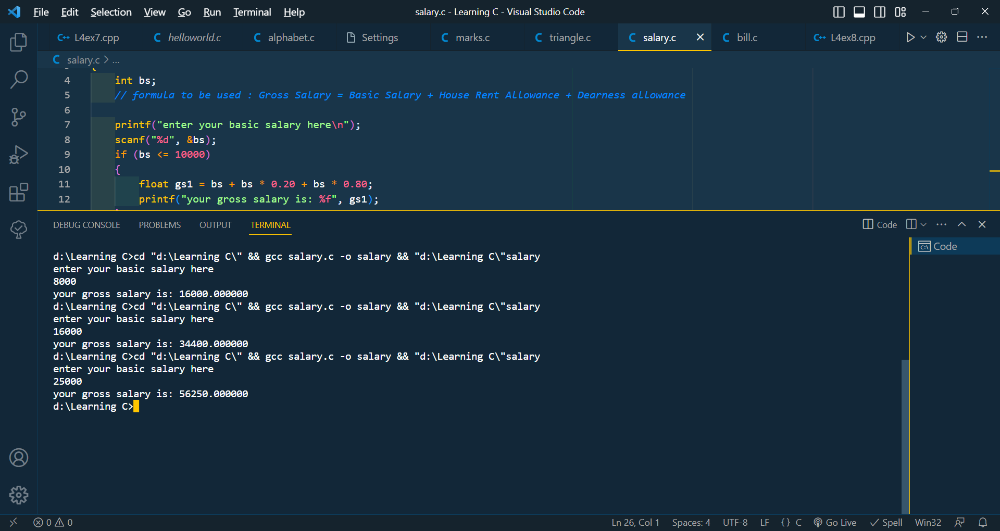 File Edit Selection View Go Run Terminal Help
salary.c - Learning C - Visual Studio Code
C++ L4ex7.cpp
C helloworld.c
C alphabet.c
Settings
C marks.c
C triangle.c
C salary.c
C bill.c
C++ L4ex8.cpp
C salary.c > ...
4 int bs;
5 // formula to be used : Gross Salary = Basic Salary + House Rent Allowance + Dearness allowance
6
7 printf("enter your basic salary here\n");
8 scanf("%d", &bs);
9 if (bs <= 10000)
10 {
11 float gs1 = bs + bs * 0.20 + bs * 0.80;
12 printf("your gross salary is: %f", gs1);
DEBUG CONSOLE PROBLEMS OUTPUT TERMINAL
Code
Code
d:\Learning C>cd "d:\Learning C\" && gcc salary.c -o salary && "d:\Learning C\"salary
enter your basic salary here
8000
your gross salary is: 16000.000000
d:\Learning C>cd "d:\Learning C\" && gcc salary.c -o salary && "d:\Learning C\"salary
enter your basic salary here
16000
your gross salary is: 34400.000000
d:\Learning C>cd "d:\Learning C\" && gcc salary.c -o salary && "d:\Learning C\"salary
enter your basic salary here
25000
your gross salary is: 56250.000000
d:\Learning C>
0 0
Ln 26, Col 1 Spaces: 4 UTF-8 LF {} C Go Live Spell Win32